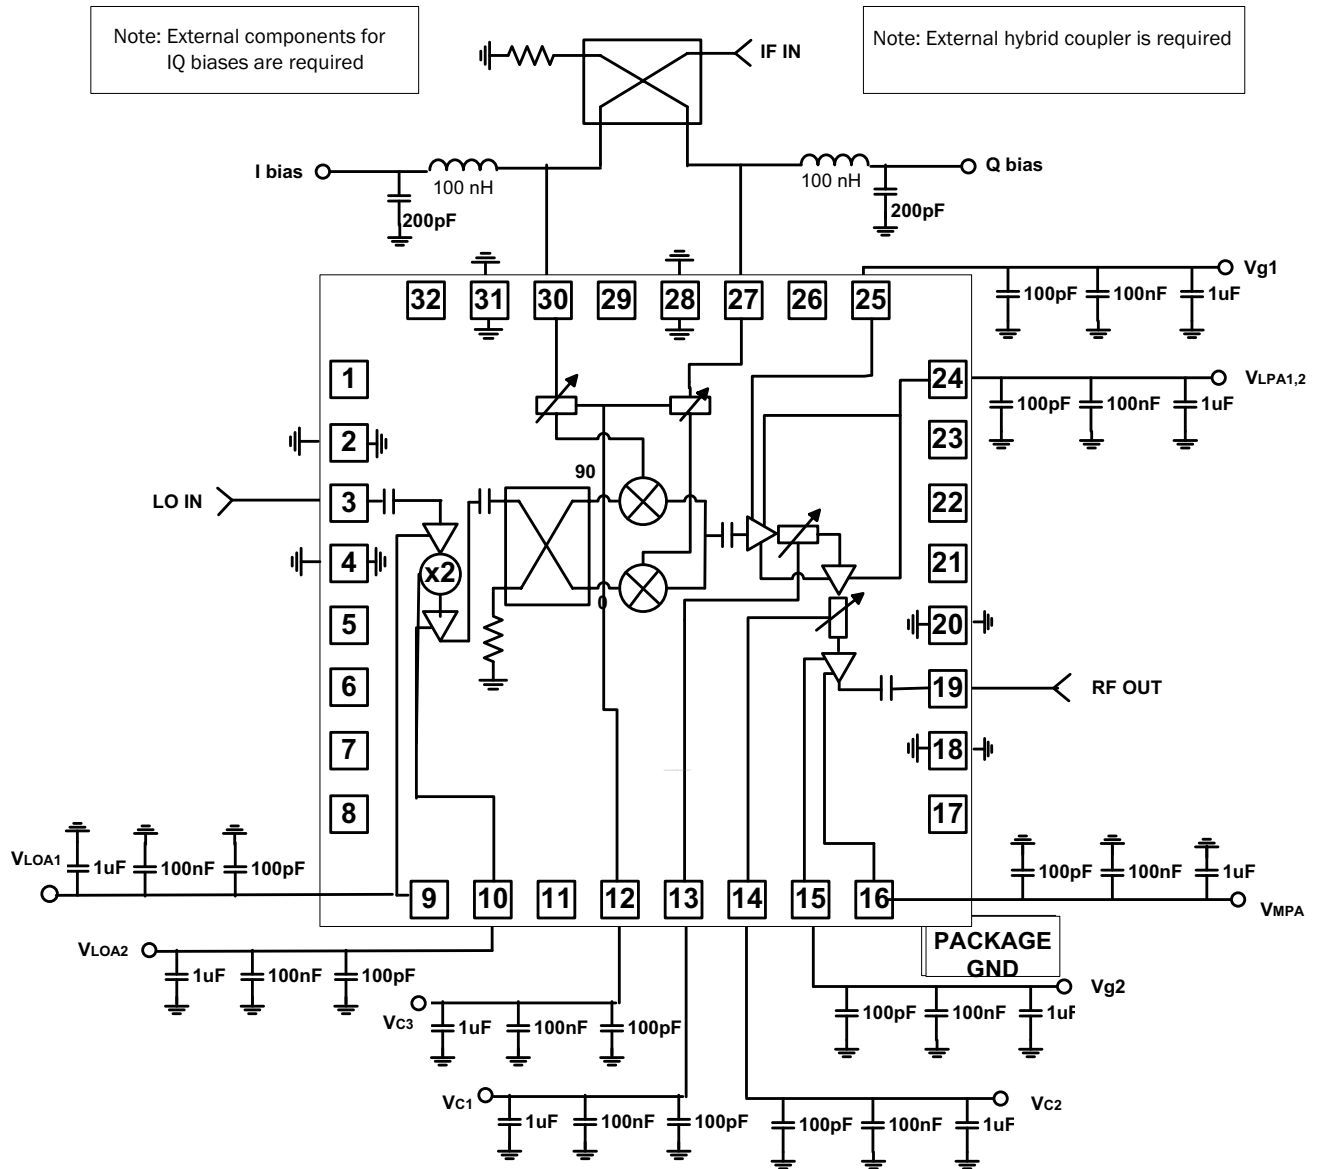 Note: External components for
IQ biases are required
Note: External hybrid coupler is required
IF IN
I bias
100 nH
200pF
100 nH
Q bias
200pF
Vg1
100pF
100nF
1uF
32
31
30
29
28
27
26
25
VLPA1,2
100pF
100nF
1uF
1
2
3
4
5
6
7
8
24
23
22
21
20
19
18
17
LO IN
x2
90
0
RF OUT
VLOA1
1uF
100nF
100pF
9
10
11
12
13
14
15
16
100pF
100nF
1uF
VMPA
PACKAGE
GND
VLOA2
1uF
100nF
100pF
Vg2
100pF
100nF
1uF
VC3
1uF
100nF
100pF
VC1
1uF
100nF
100pF
VC2
100pF
100nF
1uF